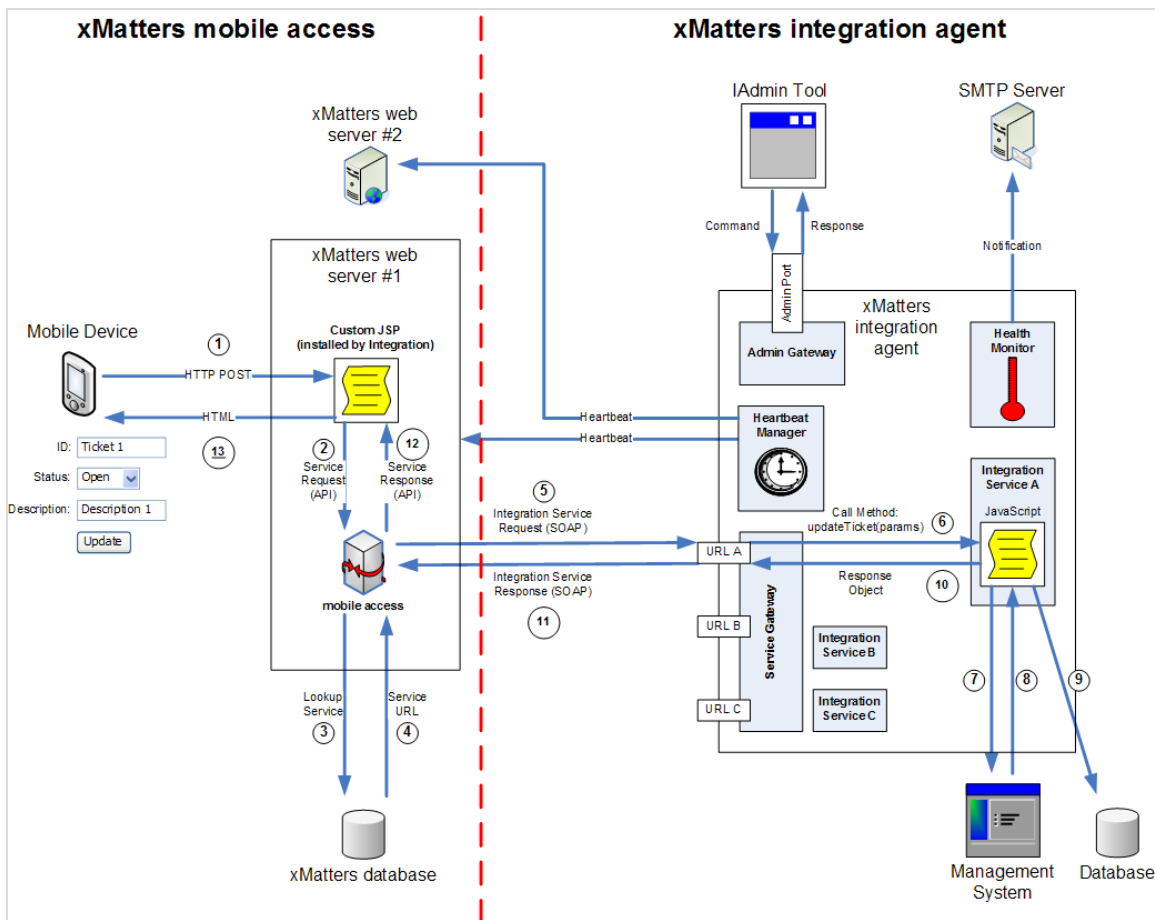 xMatters mobile access
xMatters integration agent
xMatters web
server #2
IAdmin Tool
SMTP Server
Command
Response
Notification
Admin Port
xMatters web
server #1
Custom JSP
(installed by Integration)
Mobile Device
1
HTTP POST
HTML
13
ID:
Ticket 1
Status:
Open
Description:
Description 1
Update
2
Service
Request
(API)
12
Service
Response
(API)
mobile access
Lookup
Service
3
Service
URL
4
xMatters database
xMatters
integration
agent
Admin Gateway
Health
Monitor
Heartbeat
Heartbeat
Heartbeat
Manager
5
Integration Service
Request (SOAP)
Integration Service
Response (SOAP)
11
Call Method:
updateTicket(params)
6
Response
Object
10
Integration
Service A
JavaScript
URL A
URL B
URL C
Service Gateway
Integration
Service B
Integration
Service C
7
8
9
Management
System
Database